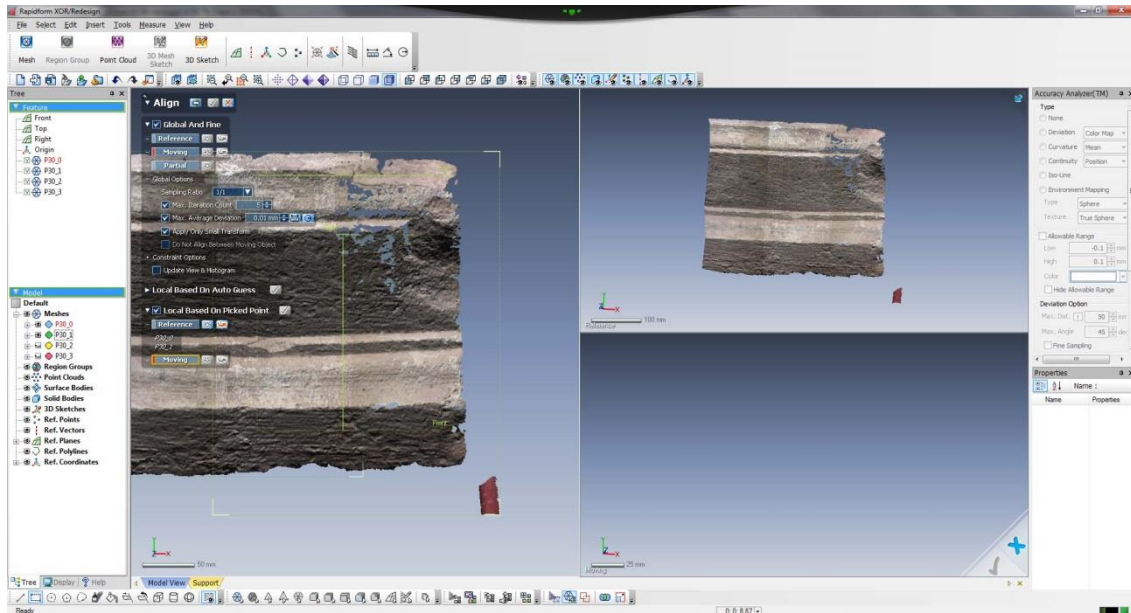 Rapidform XOR/Redesign
File Select Edit Insert Tools Measure View Help
Mesh Region Group Point Cloud 3D Mesh Sketch 3D Sketch
Tree
Feature
Front
Top
Right
Origin
P30_0
P30_1
P30_2
P30_3
Model
Default
Meshes
P30_0
P30_1
P30_2
P30_3
Region Groups
Point Clouds
Surface Bodies
Solid Bodies
3D Sketches
Ref. Points
Ref. Vectors
Ref. Planes
Ref. Polylines
Ref. Coordinates
Tree Display Help
Align
Global And Fine
Reference
Moving
Partial
Global Options
Sampling Ratio 1/1
Max. Iteration Count 5
Max. Average Deviation 0.01 mm
Apply Only Small Transform
Do Not Align Between Moving Object
Constraint Options
Update View & Histogram
Local Based On Auto Guess
Local Based On Picked Point
Reference
P30_0
P30_1
Moving
Front
Y
Z X
50 mm
Model View Support
Y
Z X
100 mm
Reference
Y
Z X
25 mm
Moving
Accuracy Analyzer(TM)
Type
None
Deviation Color Map
Curvature Mean
Continuity Position
Iso-Line
Environment Mapping
Type Sphere
Texture True Sphere
Allowable Range
Low -0.1 mm
High 0.1 mm
Color
Hide Allowable Range
Deviation Option
Max. Dist. 50
Max. Angle 45 de
Fine Sampling
Properties
Name :
Name Properties
Ready